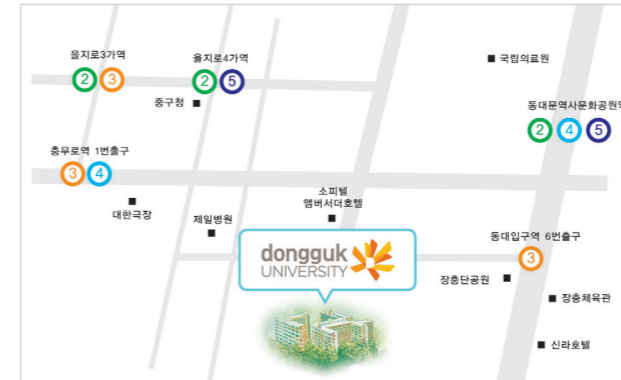 을지로3가역
2 3
을지로4가역
2 5
중구청
국립의료원
동대문역사문화공원역
2 4 5
충무로역 1번출구
3 4
대한극장
제일병원
소피텔
앰버서더호텔
동대입구역 6번출구
3
dongguk
UNIVERSITY
장충단공원
장충체육관
신라호텔